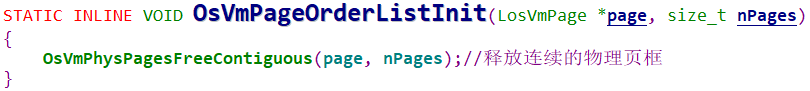 STATIC INLINE VOID OsVmPageOrderListInit(LosVmPage *page, size_t nPages)
{
    OsVmPhysPagesFreeContiguous(page, nPages);//释放连续的物理页框
}